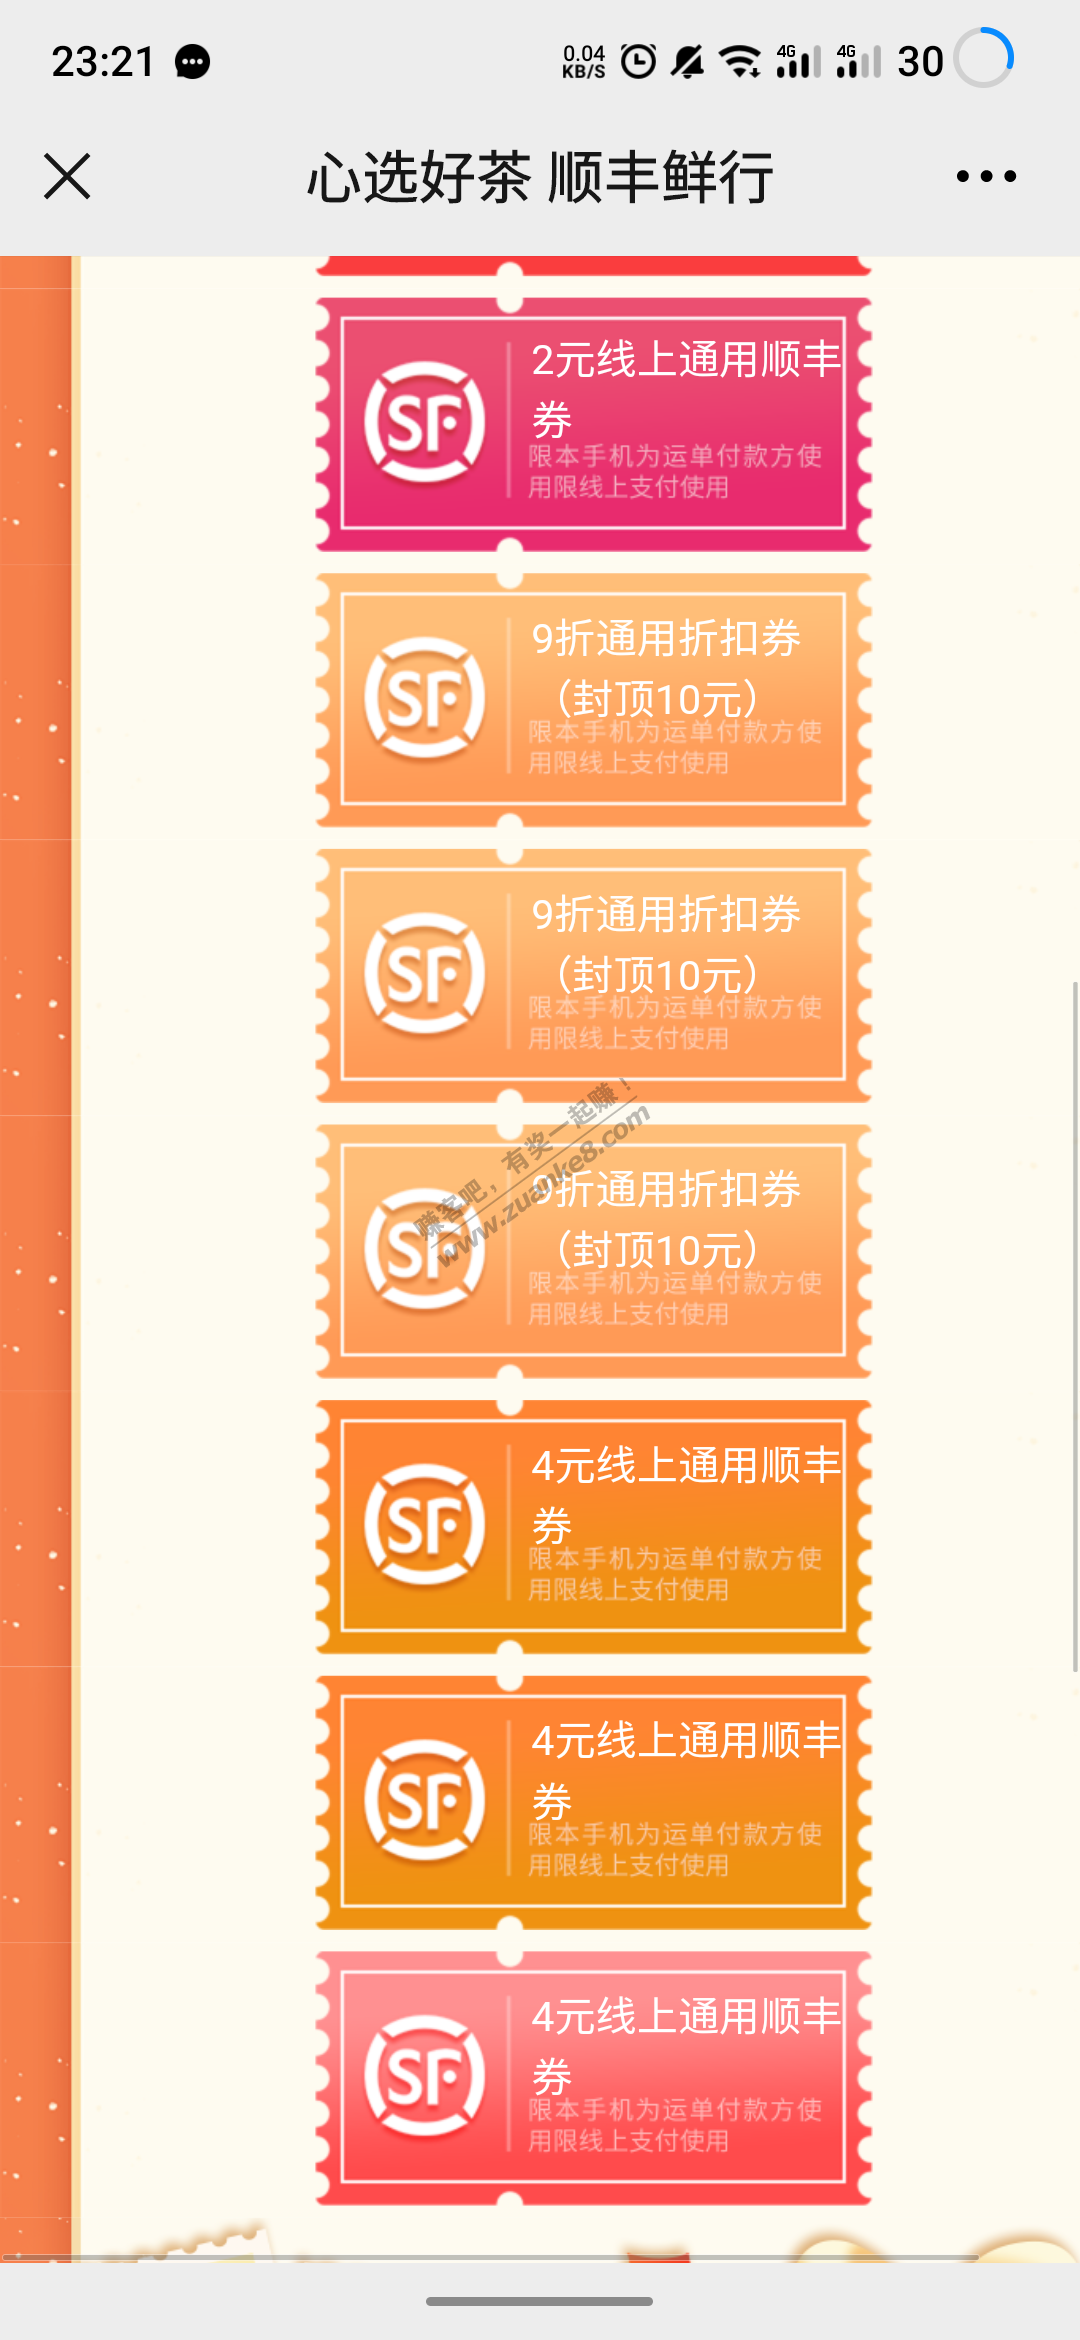 23:21
0.04
KB/S
4G
4G
30
心选好茶 顺丰鲜行
SF
2元线上通用顺丰
券
限本手机为运单付款方使
用限线上支付使用
SF
9折通用折扣券
（封顶10元）
限本手机为运单付款方使
用限线上支付使用
SF
9折通用折扣券
（封顶10元）
限本手机为运单付款方使
用限线上支付使用
赚客吧，有奖一起赚！
www.zuanke8.com
SF
9折通用折扣券
（封顶10元）
限本手机为运单付款方使
用限线上支付使用
SF
4元线上通用顺丰
券
限本手机为运单付款方使
用限线上支付使用
SF
4元线上通用顺丰
券
限本手机为运单付款方使
用限线上支付使用
SF
4元线上通用顺丰
券
限本手机为运单付款方使
用限线上支付使用